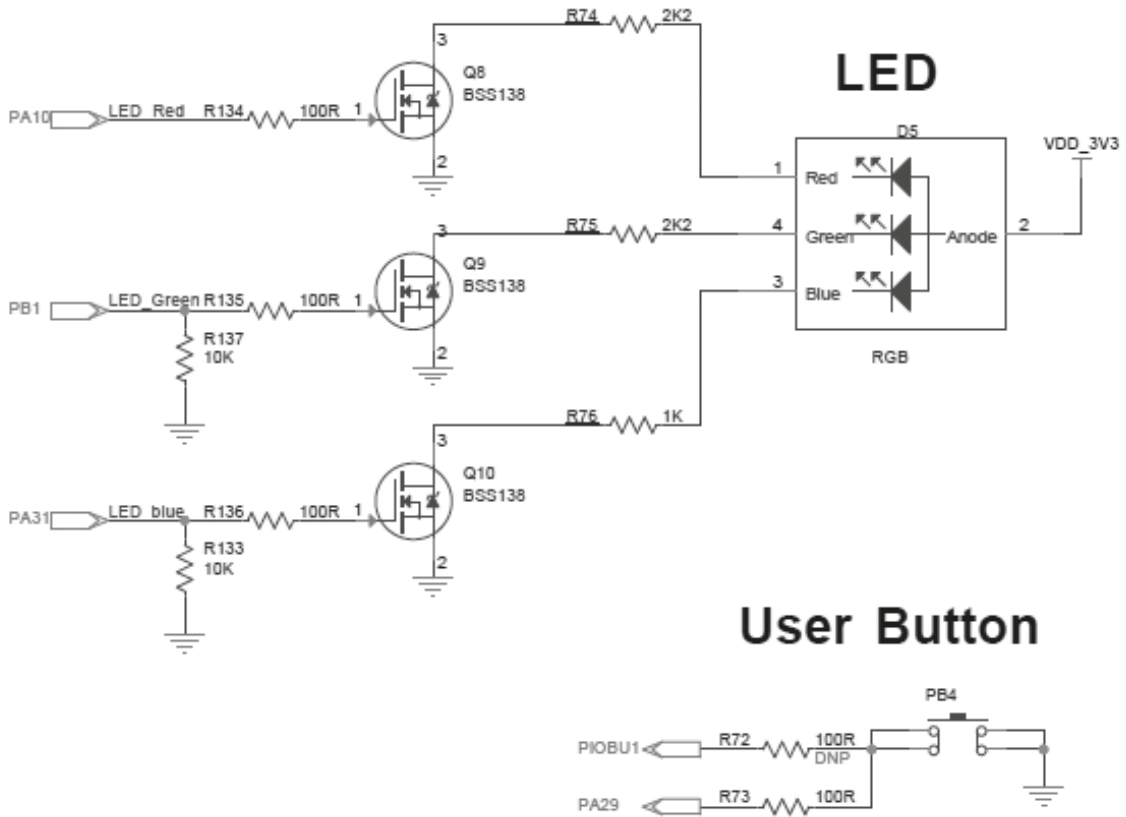 R74 2K2
3
Q8
BSS138
LED
PA10 LED_Red R134 100R 1
2
D5
VDD_3V3
1 Red
3 R75 2K2 4 Green Anode 2
Q9
BSS138
3 Blue
PB1 LED_Green R135 100R 1
R137
10K
2
RGB
R76 1K
3
Q10
BSS138
PA31 LED_blue R136 100R 1
R133
10K
2
User Button
PB4
PIOBU1 R72 100R
DNP
PA29 R73 100R